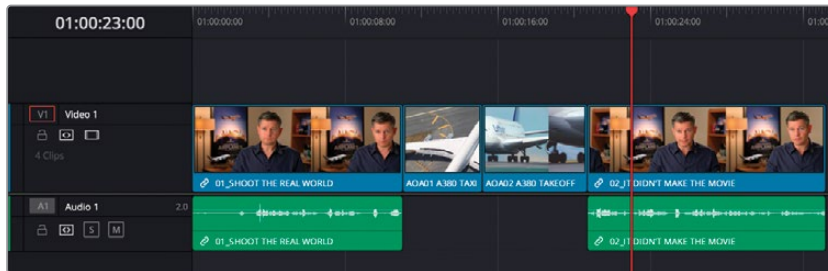 01:00:23:00
01:00:00:00 01:00:08:00 01:00:16:00 01:00:24:00 01:00
V1 Video 1
4 Clips
01_SHOOT THE REAL WORLD AOA01 A380 TAXI AOA02 A380 TAKEOFF 02_IT DIDN'T MAKE THE MOVIE
A1 Audio 1 2.0
S M
01_SHOOT THE REAL WORLD 02_IT DIDN'T MAKE THE MOVIE